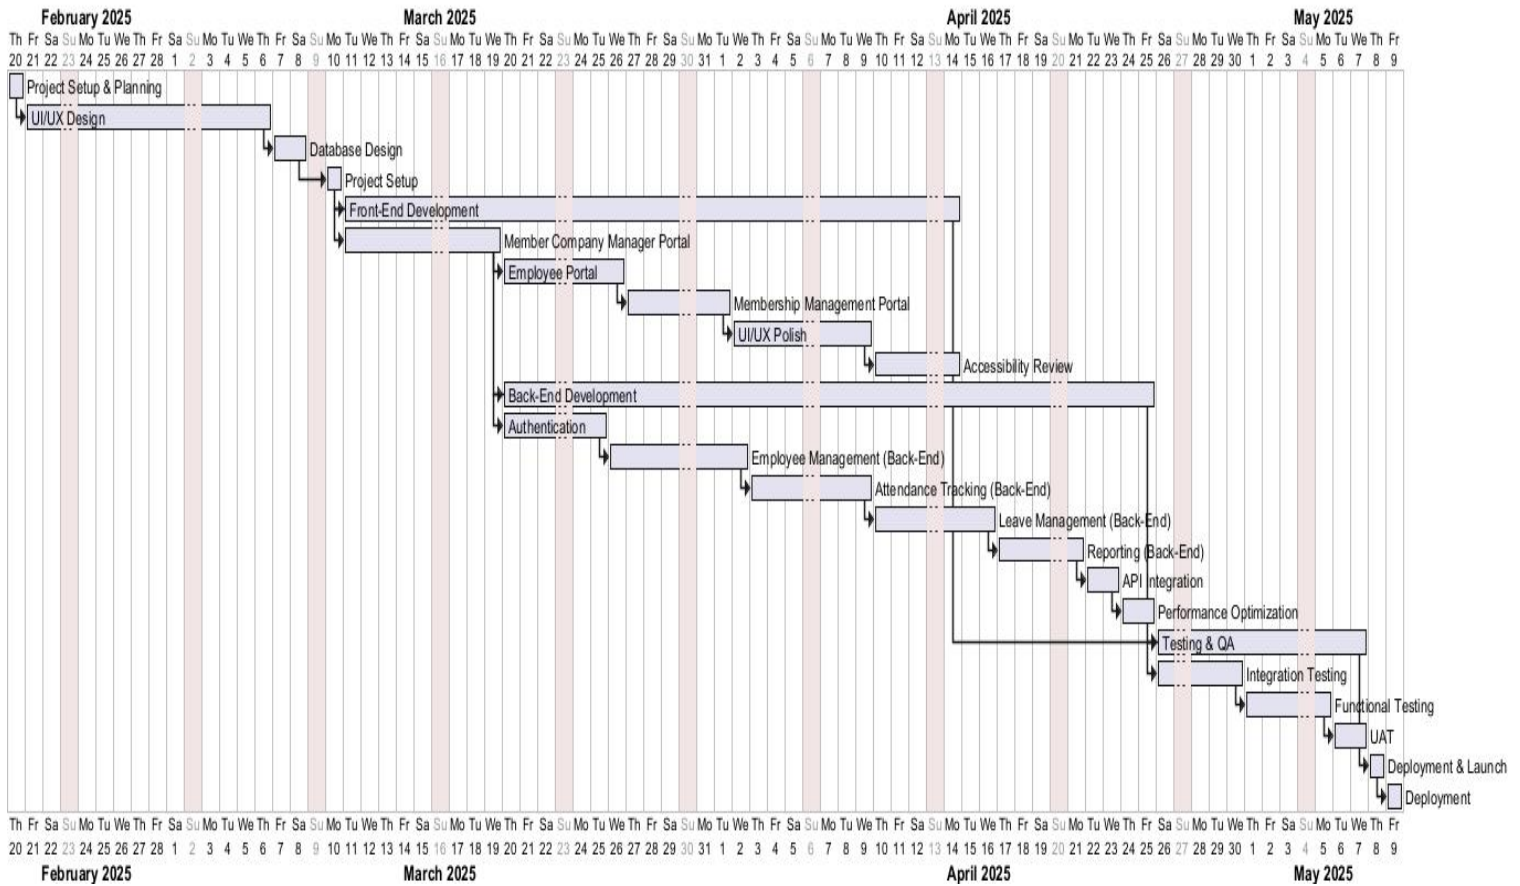 February 2025 March 2025 April 2025 May 2025
Th Fr Sa Su Mo Tu We Th Fr Sa Su Mo Tu We Th Fr Sa Su Mo Tu We Th Fr Sa Su Mo Tu We Th Fr Sa Su Mo Tu We Th Fr Sa Su Mo Tu We Th Fr Sa Su Mo Tu We Th Fr Sa Su Mo Tu We Th Fr Sa Su Mo Tu We Th Fr Sa Su Mo Tu We Th Fr Sa Su Mo Tu We Th Fr
20 21 22 23 24 25 26 27 28 1 2 3 4 5 6 7 8 9 10 11 12 13 14 15 16 17 18 19 20 21 22 23 24 25 26 27 28 29 30 31 1 2 3 4 5 6 7 8 9 10 11 12 13 14 15 16 17 18 19 20 21 22 23 24 25 26 27 28 29 30 1 2 3 4 5 6 7 8 9
Project Setup & Planning
UI/UX Design
Database Design
Project Setup
Front-End Development
Member Company Manager Portal
Employee Portal
Membership Management Portal
UI/UX Polish
Accessibility Review
Back-End Development
Authentication
Employee Management (Back-End)
Attendance Tracking (Back-End)
Leave Management (Back-End)
Reporting (Back-End)
API Integration
Performance Optimization
Testing & QA
Integration Testing
Functional Testing
UAT
Deployment & Launch
Deployment
Th Fr Sa Su Mo Tu We Th Fr Sa Su Mo Tu We Th Fr Sa Su Mo Tu We Th Fr Sa Su Mo Tu We Th Fr Sa Su Mo Tu We Th Fr Sa Su Mo Tu We Th Fr Sa Su Mo Tu We Th Fr Sa Su Mo Tu We Th Fr Sa Su Mo Tu We Th Fr Sa Su Mo Tu We Th Fr Sa Su Mo Tu We Th Fr
20 21 22 23 24 25 26 27 28 1 2 3 4 5 6 7 8 9 10 11 12 13 14 15 16 17 18 19 20 21 22 23 24 25 26 27 28 29 30 31 1 2 3 4 5 6 7 8 9 10 11 12 13 14 15 16 17 18 19 20 21 22 23 24 25 26 27 28 29 30 1 2 3 4 5 6 7 8 9
February 2025 March 2025 April 2025 May 2025